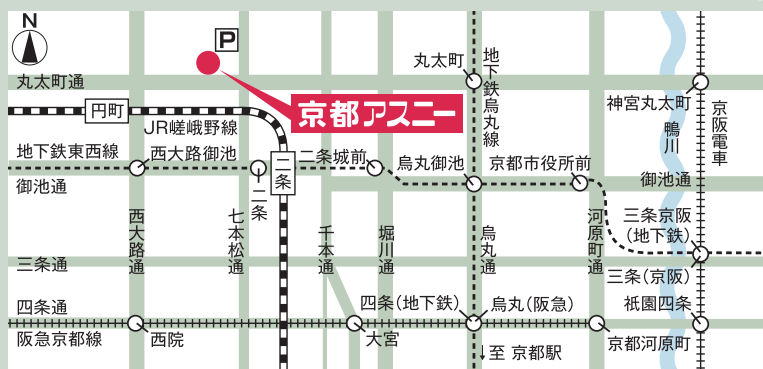 N
P
丸太町
地下鉄烏丸線
丸太町通
神宮丸太町
京都アスニー
円町
JR嵯峨野線
鴨川
京阪電車
地下鉄東西線
西大路御池
二条
二条
二条城前
烏丸御池
京都市役所前
御池通
御池通
西大路通
七本松通
千本通
堀川通
烏丸通
河原町通
三条京阪
(地下鉄)
三条通
三条(京阪)
四条通
四条(地下鉄)
烏丸(阪急)
祇園四条
阪急京都線
西院
大宮
京都河原町
↓至 京都駅